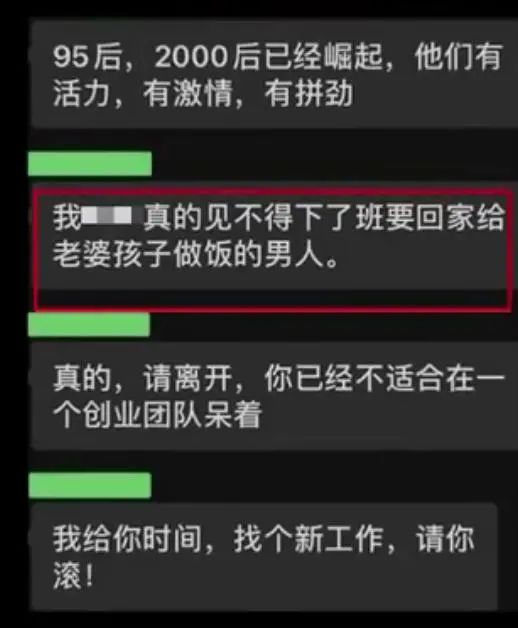 95后，2000后已经崛起，他们有
活力，有激情，有拼劲
我 真的见不得下了班要回家给
老婆孩子做饭的男人。
真的，请离开，你已经不适合在一
个创业团队呆着
我给你时间，找个新工作，请你
滚！